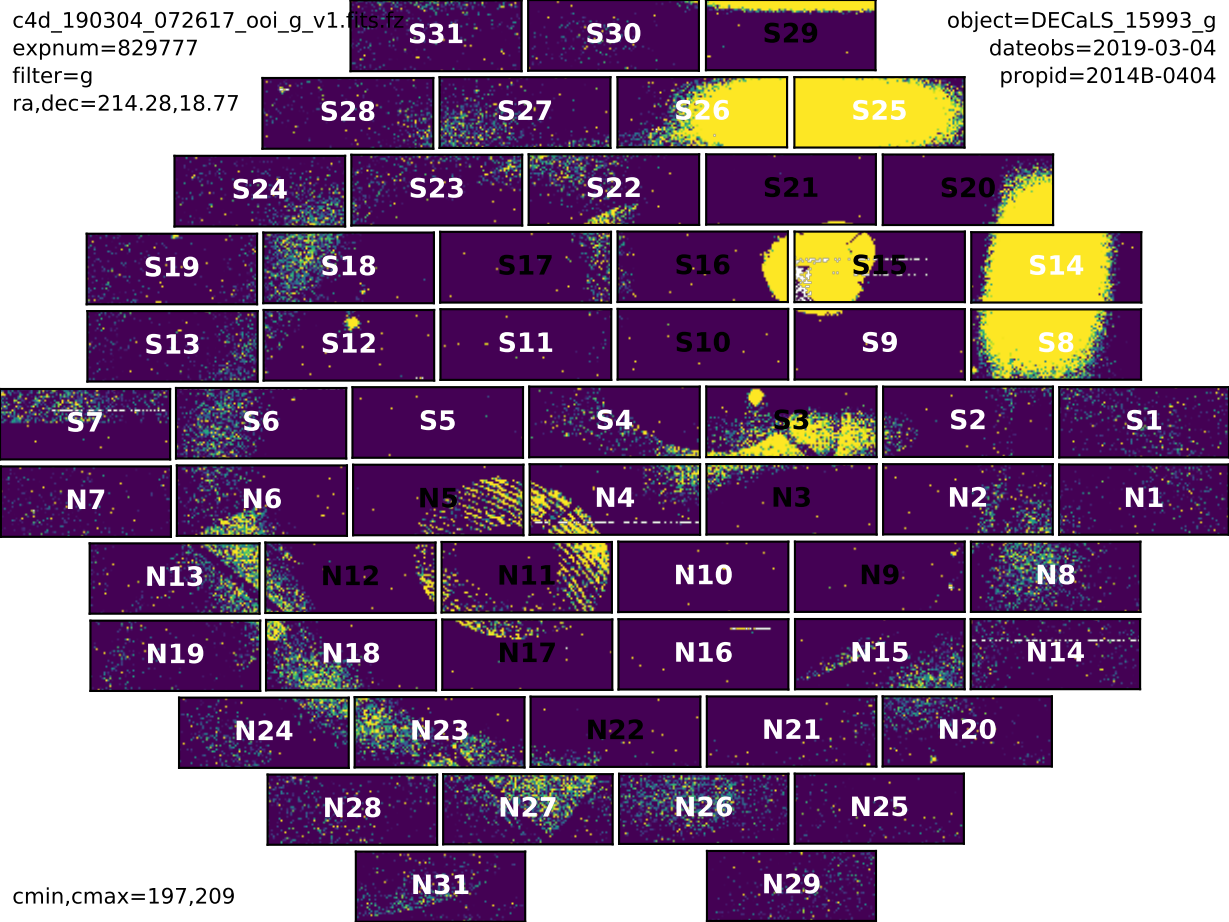 c4d_190304_072617_ooi_g_v1.fits.fz
expnum=829777
filter=g
ra,dec=214.28,18.77
object=DECaLS_15993_g
dateobs=2019-03-04
propid=2014B-0404
S31 S30 S29
S28 S27 S26 S25
S24 S23 S22 S21 S20
S19 S18 S17 S16 S15 S14
S13 S12 S11 S10 S9 S8
S7 S6 S5 S4 S3 S2 S1
N7 N6 N5 N4 N3 N2 N1
N13 N12 N11 N10 N9 N8
N19 N18 N17 N16 N15 N14
N24 N23 N22 N21 N20
N28 N27 N26 N25
N31 N29
cmin,cmax=197,209